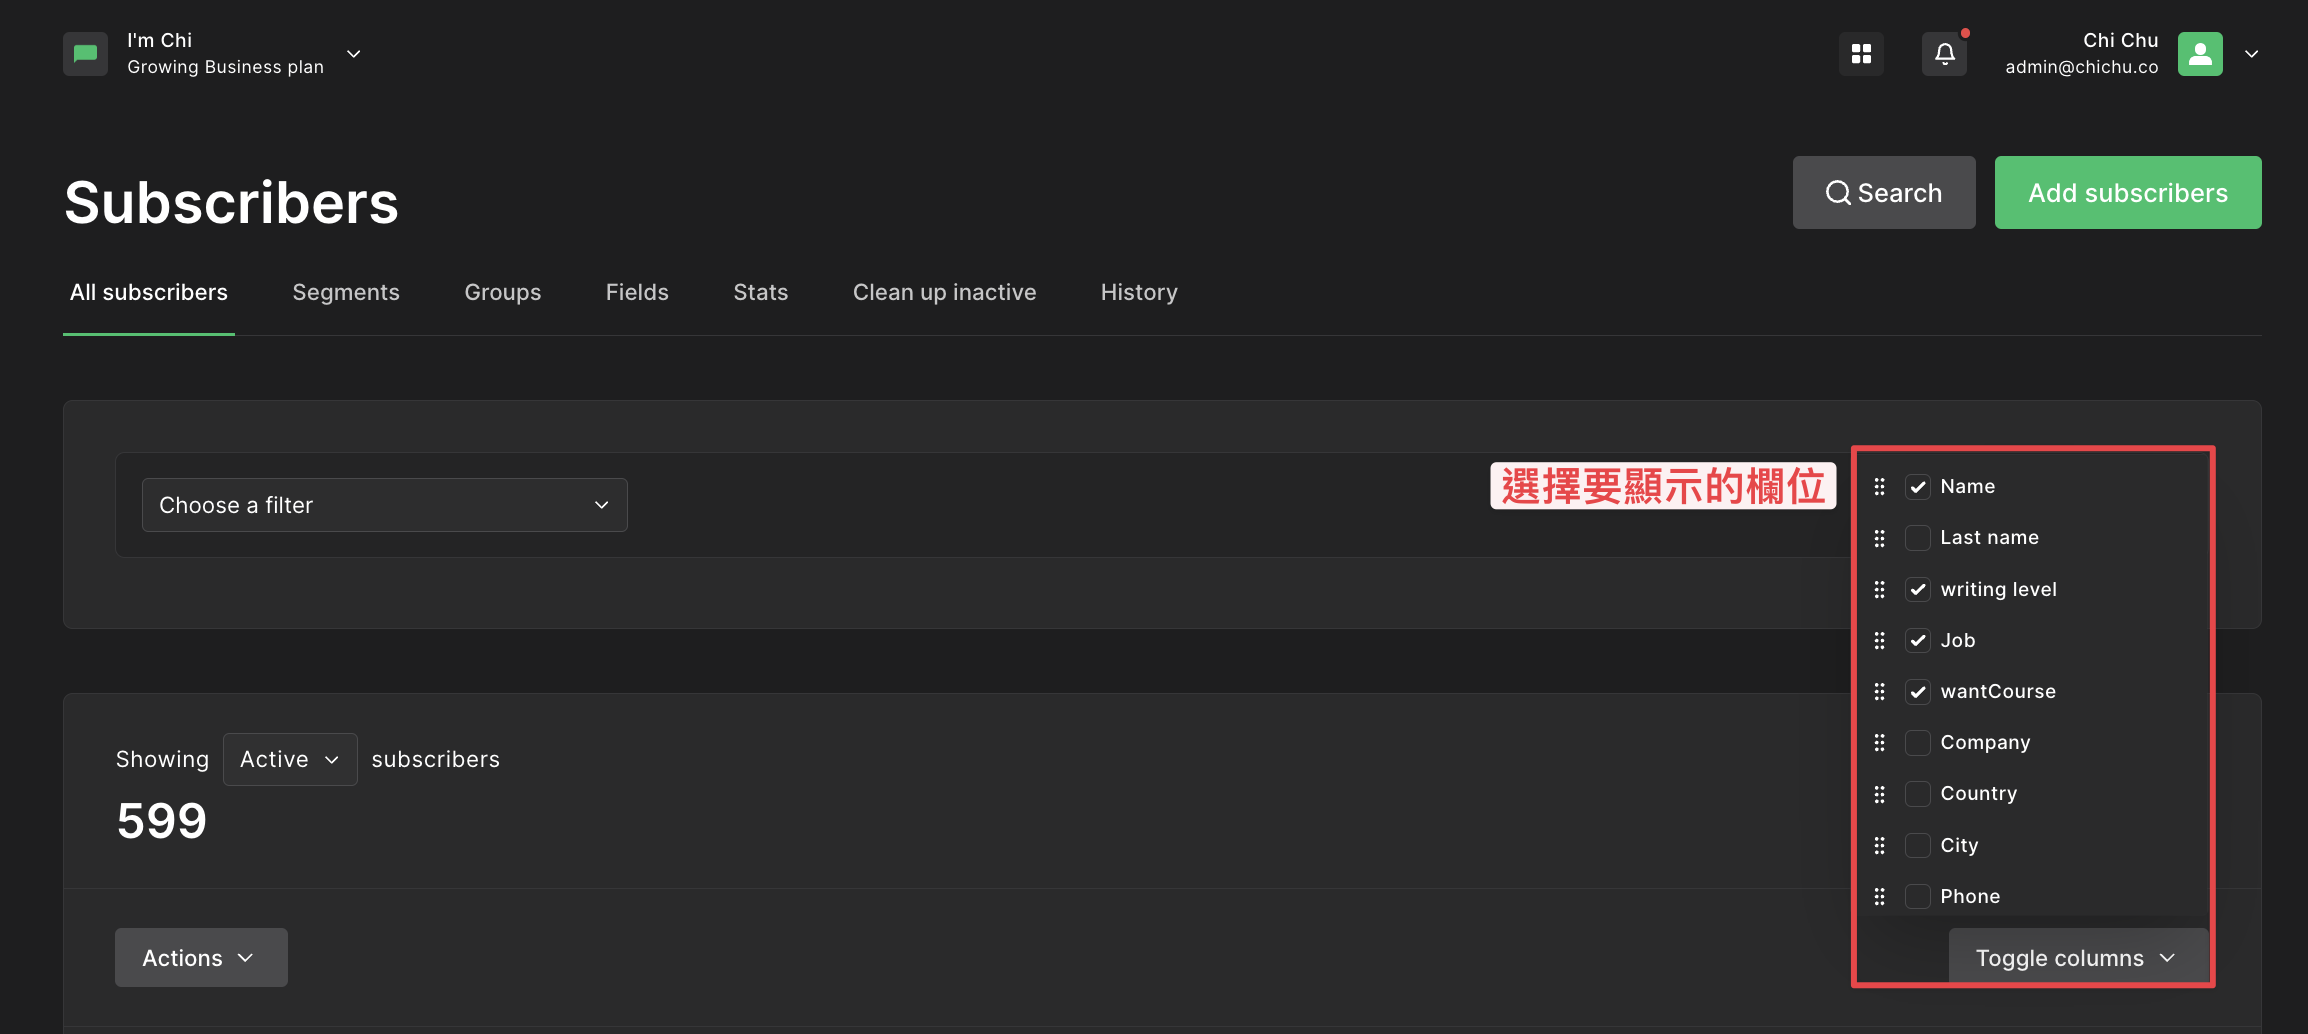 I'm Chi
Growing Business plan
Chi Chu
admin@chichu.co
Subscribers
Search
Add subscribers
All subscribers
Segments
Groups
Fields
Stats
Clean up inactive
History
Choose a filter
選擇要顯示的欄位
Name
Last name
writing level
Job
wantCourse
Company
Country
City
Phone
Showing Active subscribers
599
Actions
Toggle columns